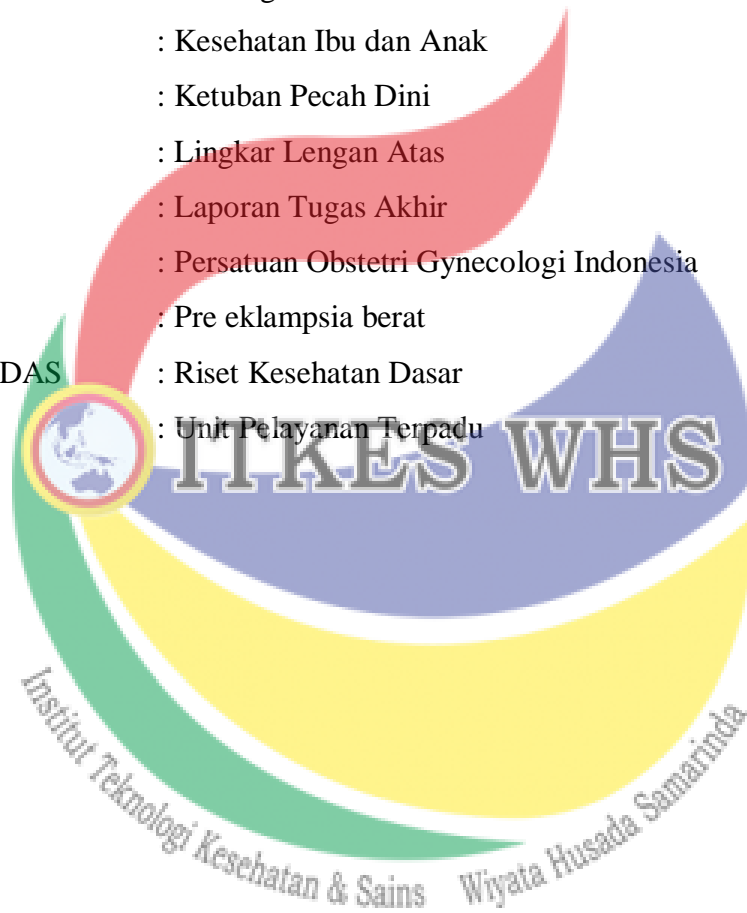 : Kesehatan Ibu dan Anak
: Ketuban Pecah Dini
: Lingkar Lengan Atas
: Laporan Tugas Akhir
: Persatuan Obstetri Gynecologi Indonesia
: Pre eklampsia berat
DAS : Riset Kesehatan Dasar
: Unit Pelayanan Terpadu
ITKES WHS
Institut Teknologi Kesehatan & Sains Wiyata Husada Samarinda